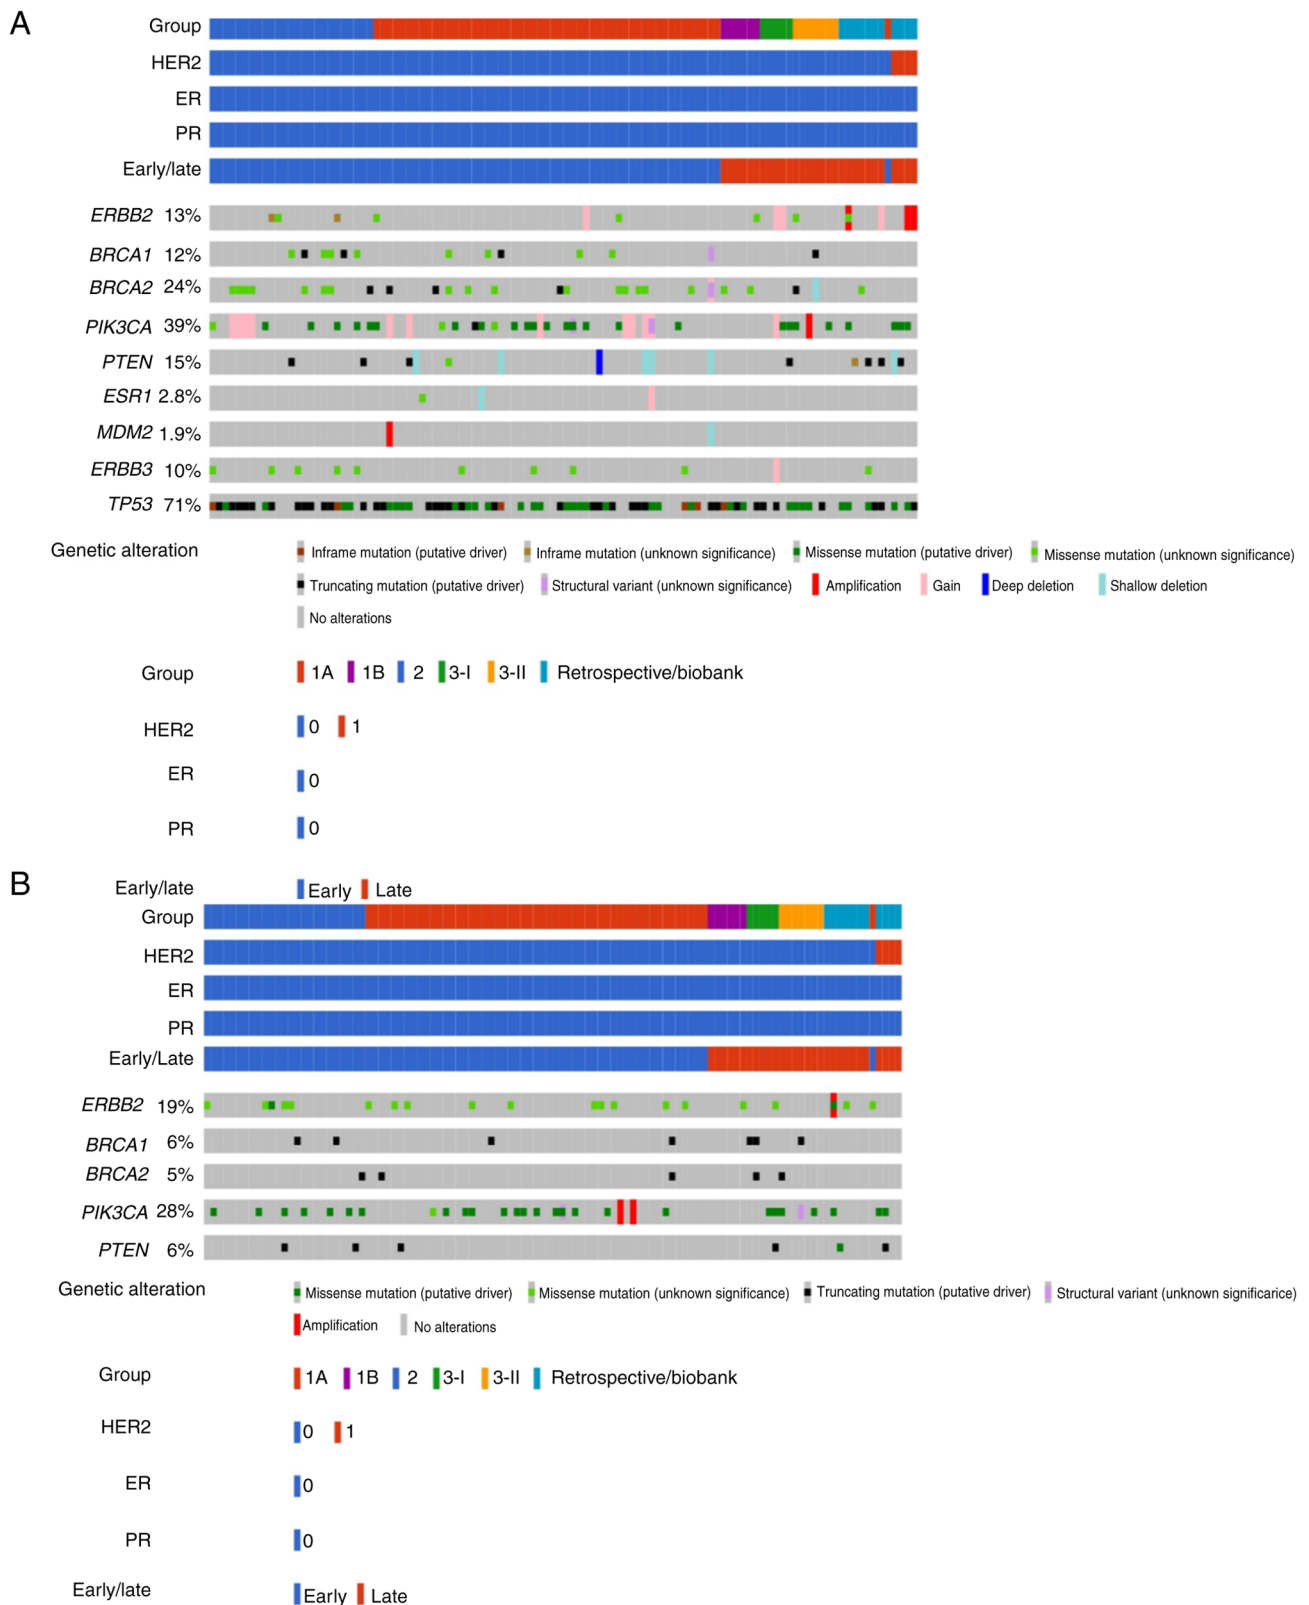 A
Group
HER2
ER
PR
Early/late
ERBB2 13%
BRCA1 12%
BRCA2 24%
PIK3CA 39%
PTEN 15%
ESR1 2.8%
MDM2 1.9%
ERBB3 10%
TP53 71%
Genetic alteration Inframe mutation (putative driver) Inframe mutation (unknown significance) Missense mutation (putative driver) Missense mutation (unknown significance)
Truncating mutation (putative driver) Structural variant (unknown significance) Amplification Gain Deep deletion Shallow deletion
No alterations
Group 1A 1B 2 3-I 3-II Retrospective/biobank
HER2 0 1
ER 0
PR 0
Early/late Early Late
B
Group
HER2
ER
PR
Early/Late
ERBB2 19%
BRCA1 6%
BRCA2 5%
PIK3CA 28%
PTEN 6%
Genetic alteration Missense mutation (putative driver) Missense mutation (unknown significance) Truncating mutation (putative driver) Structural variant (unknown significaricе)
Amplification No alterations
Group 1A 1B 2 3-I 3-II Retrospective/biobank
HER2 0 1
ER 0
PR 0
Early/late Early Late